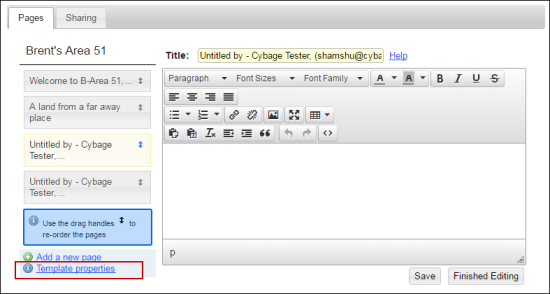 Pages Sharing
Brent's Area 51
Welcome to B-Area 51,...
A land from a far away
place
Untitled by - Cybage
Tester,...
Untitled by - Cybage
Tester,...
Use the drag handles to
re-order the pages
Add a new page
Template properties
Title: Untitled by - Cybage Tester, (shamshu@cyba Help
Paragraph Font Sizes Font Family A A B I U S
p
Save Finished Editing